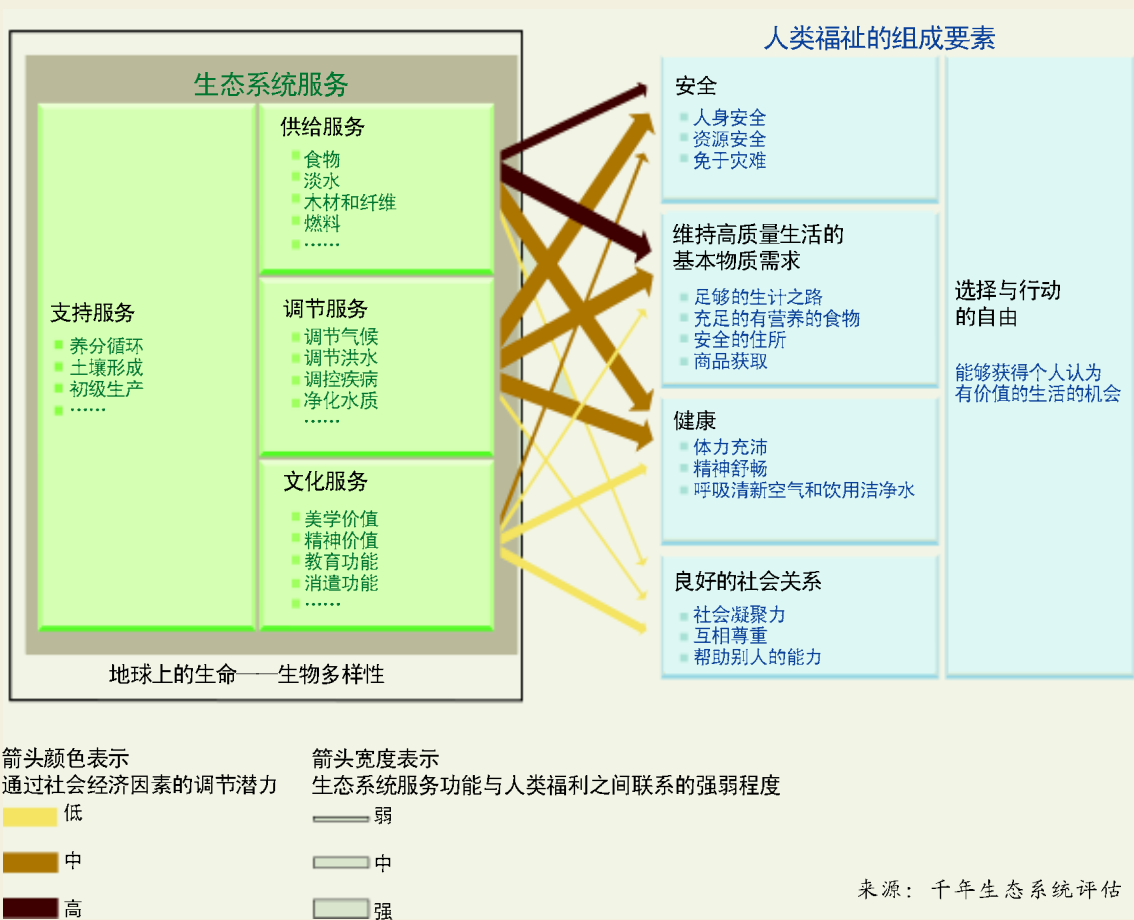 生态系统服务
支持服务
养分循环
土壤形成
初级生产
……
供给服务
食物
淡水
木材和纤维
燃料
……
调节服务
调节气候
调节洪水
调控疾病
净化水质
……
文化服务
美学价值
精神价值
教育功能
消遣功能
……
地球上的生命——生物多样性
人类福祉的组成要素
安全
人身安全
资源安全
免于灾难
维持高质量生活的
基本物质需求
足够的生计之路
充足的有营养的食物
安全的住所
商品获取
健康
体力充沛
精神舒畅
呼吸清新空气和饮用洁净水
良好的社会关系
社会凝聚力
互相尊重
帮助别人的能力
选择与行动
的自由
能够获得个人认为
有价值的生活的机会
箭头颜色表示
通过社会经济因素的调节潜力
低
中
高
箭头宽度表示
生态系统服务功能与人类福利之间联系的强弱程度
弱
中
强
来源：千年生态系统评估